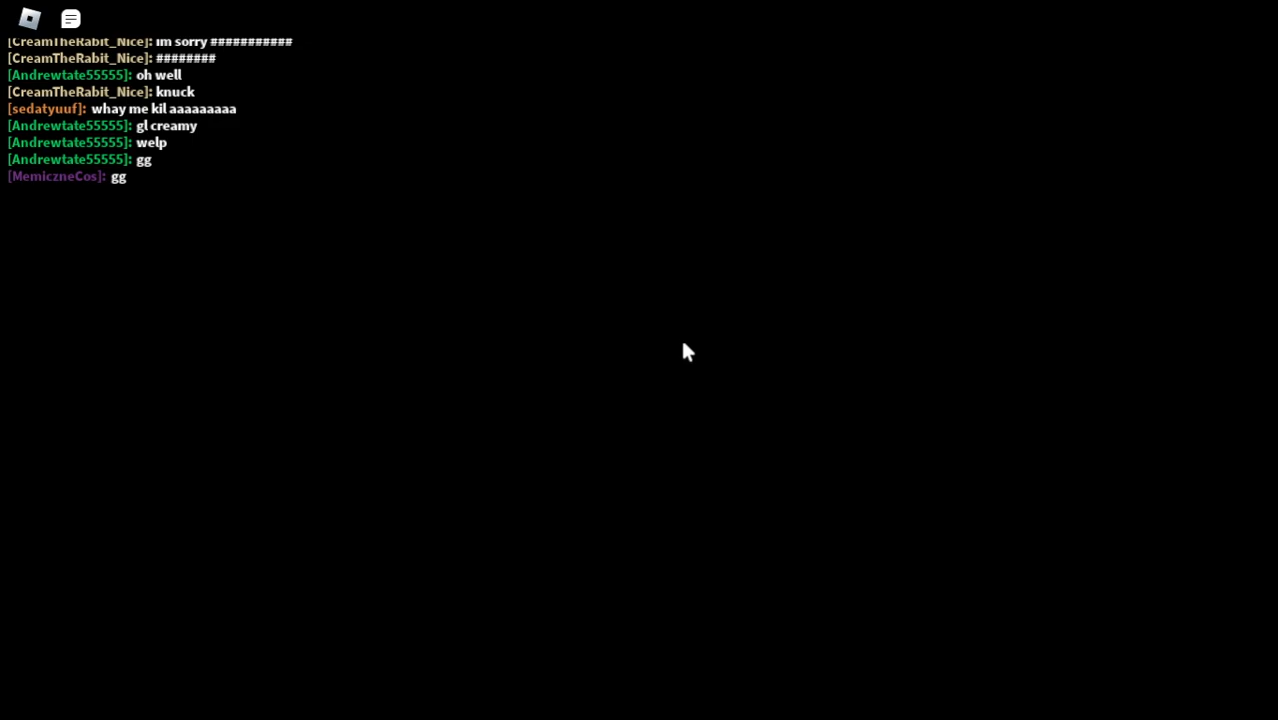 [CreamTheRabit_Nice]: im sorry ###########
[CreamTheRabit_Nice]: ########
[Andrewtate55555]: oh well
[CreamTheRabit_Nice]: knuck
[sedatyuuf]: whay me kil aaaaaaaaa
[Andrewtate55555]: gl creamy
[Andrewtate55555]: welp
[Andrewtate55555]: gg
[MemiczneCos]: gg